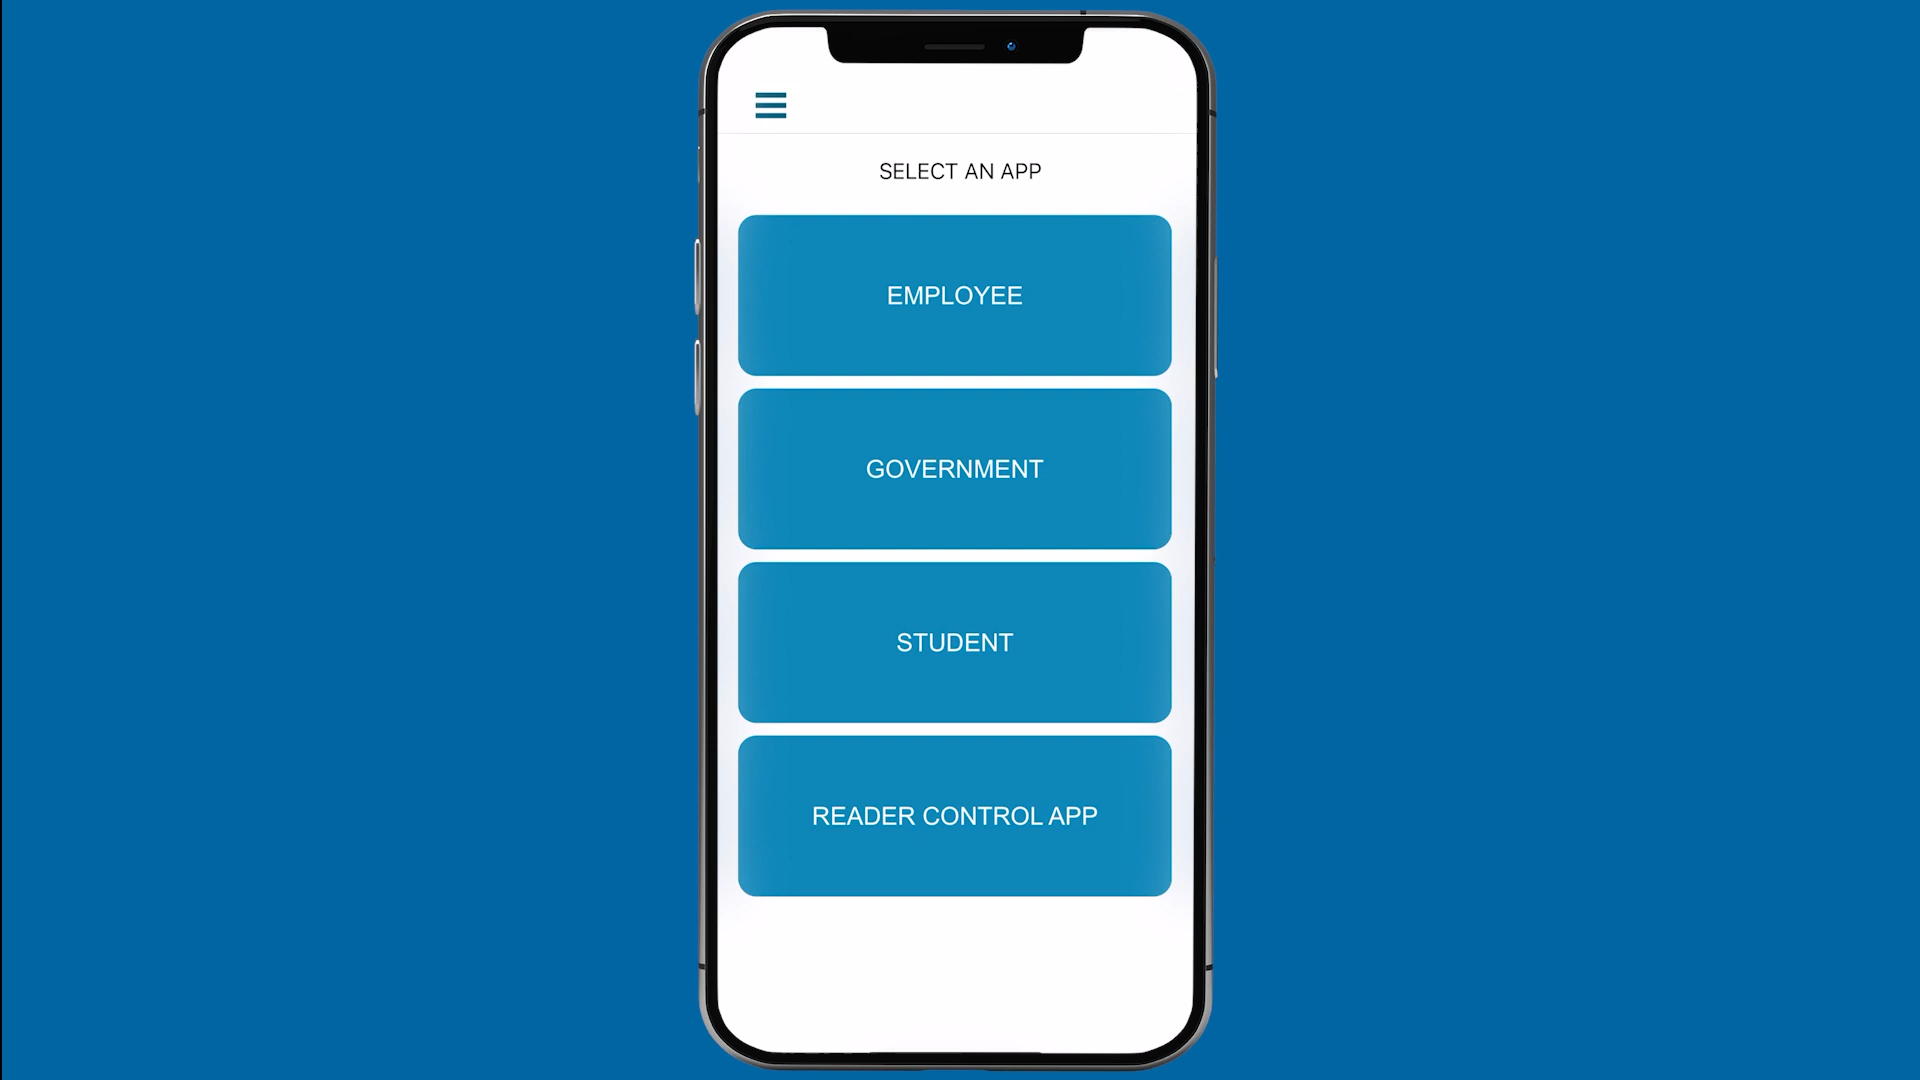 SELECT AN APP
EMPLOYEE
GOVERNMENT
STUDENT
READER CONTROL APP